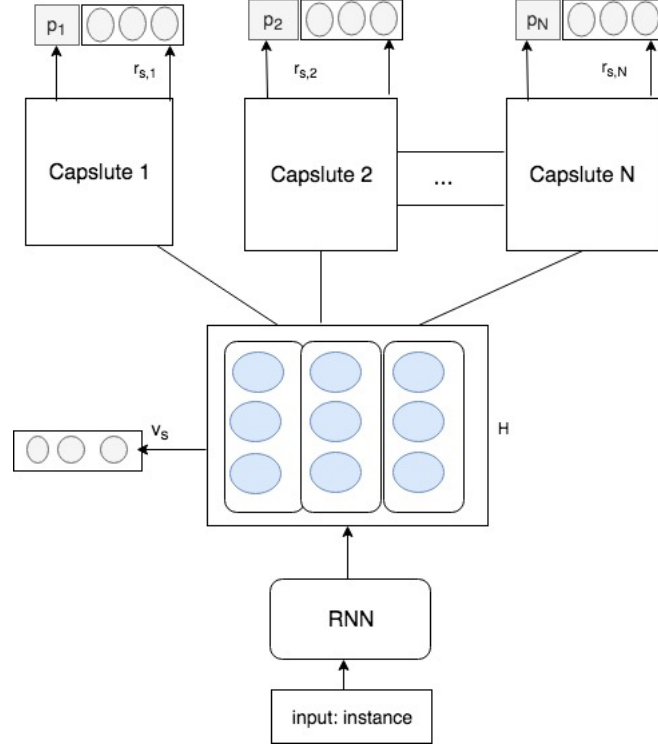 p1
p2
pN
rs,1
rs,2
rs,N
Capslute 1
Capslute 2
...
Capslute N
vs
H
RNN
input: instance